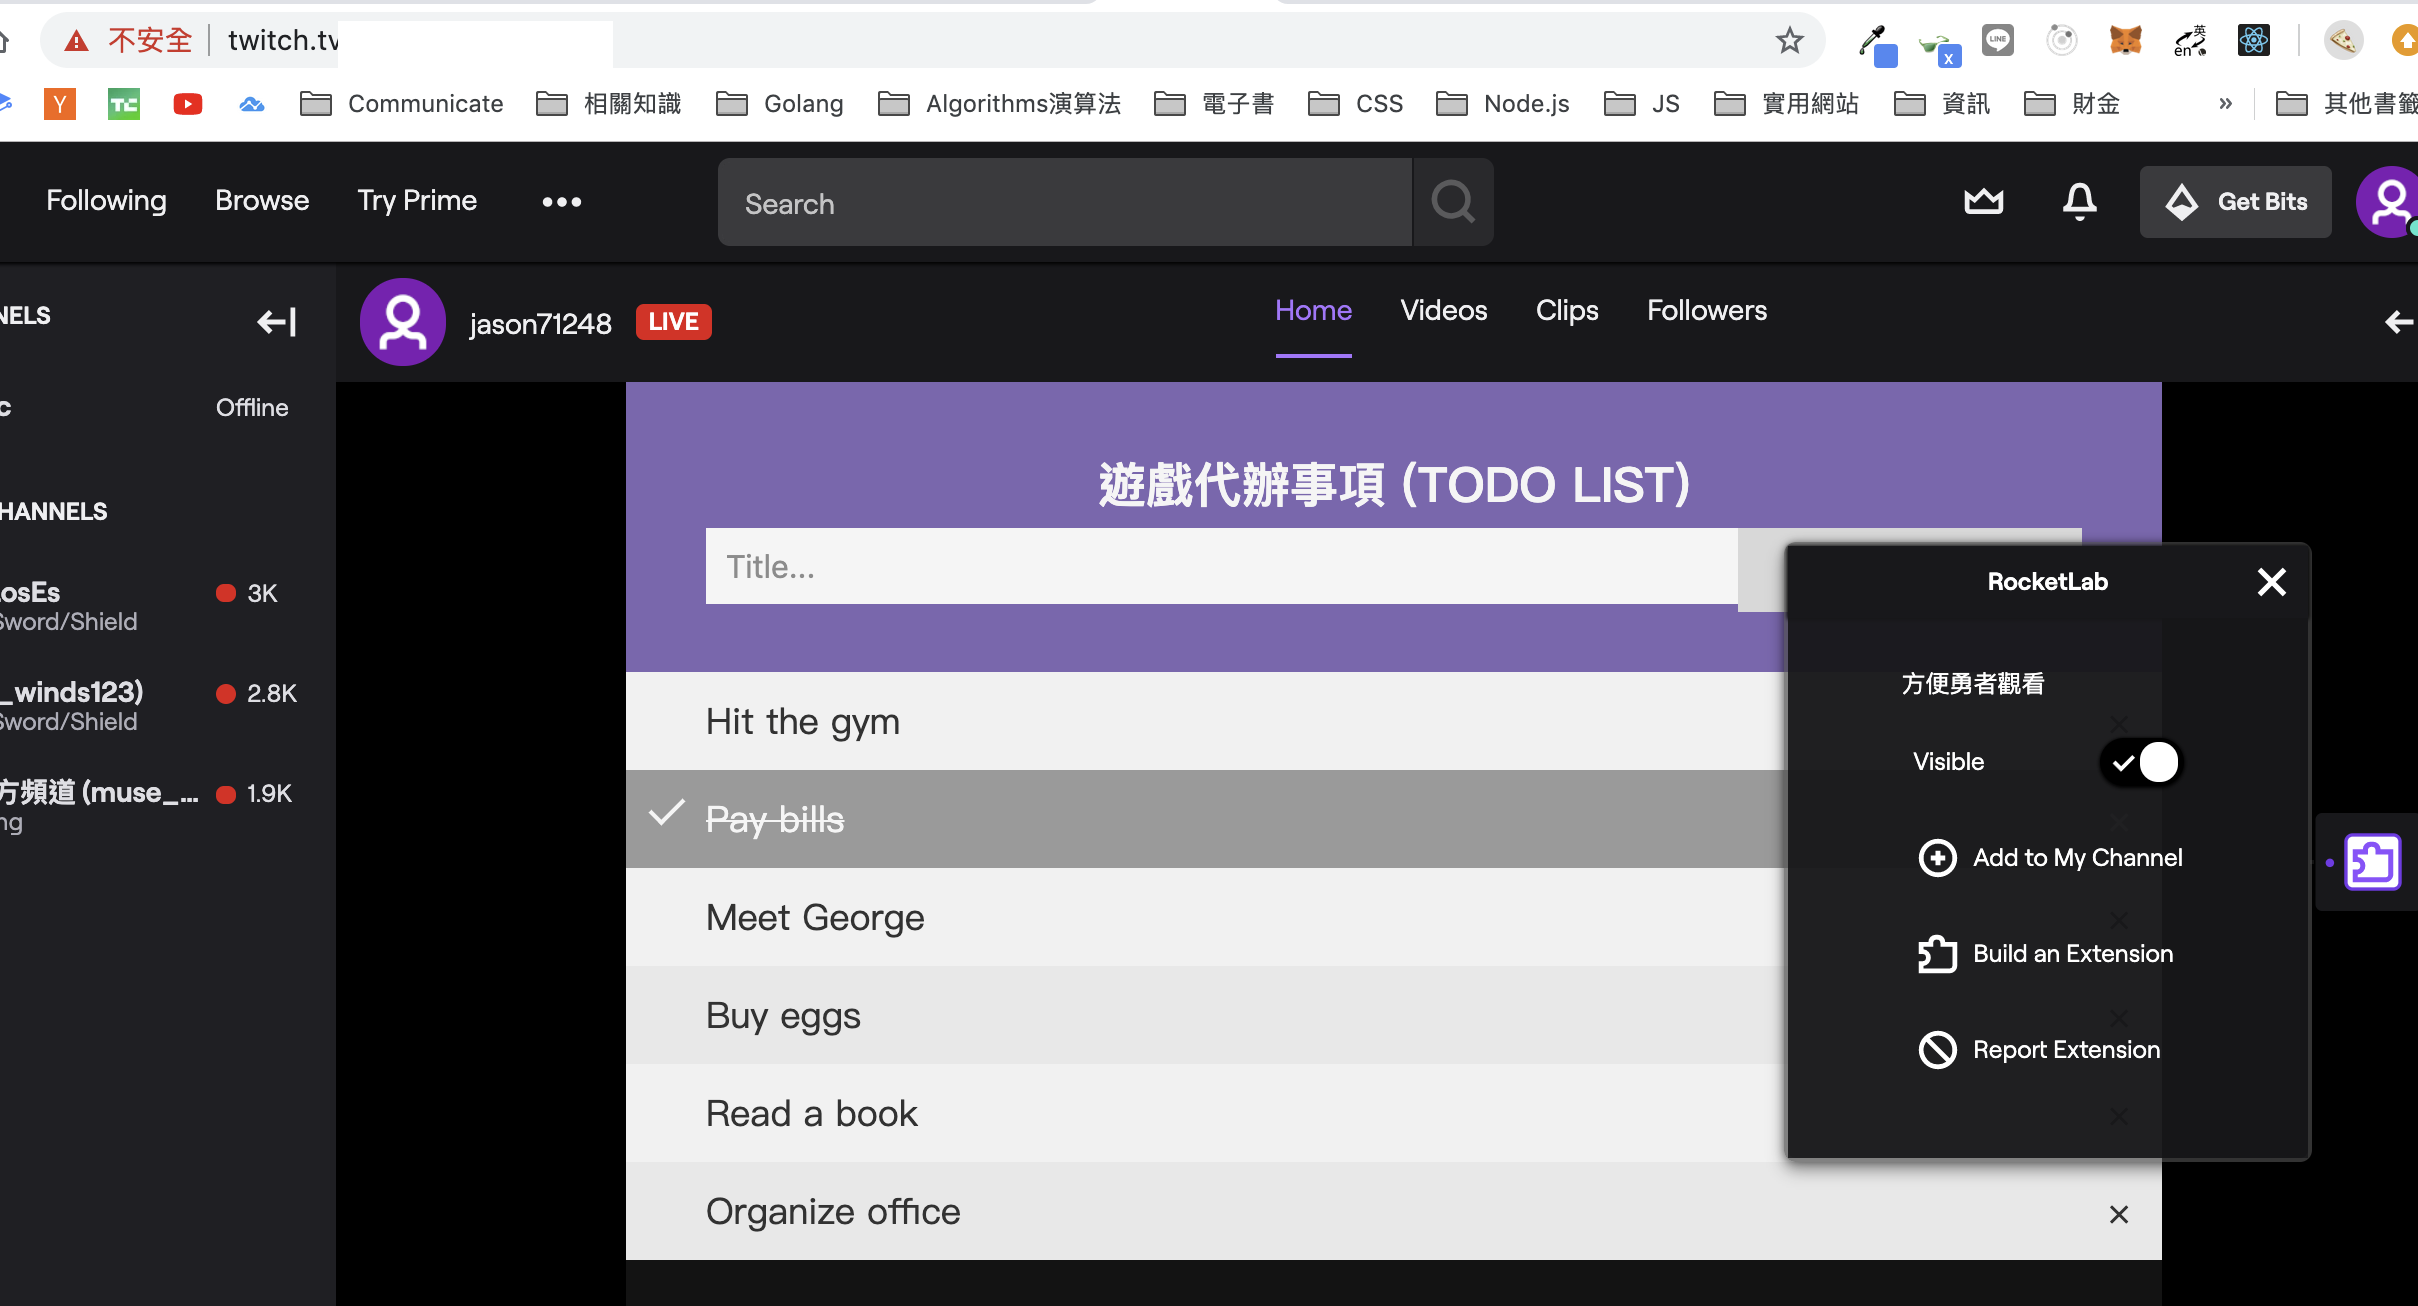 不安全 twitch.tv
Communicate 相關知識 Golang Algorithms演算法 電子書 CSS Node.js JS 實用網站 資訊 財金 » 其他書籤
Following Browse Try Prime Search Get Bits
NELS
jason71248 LIVE Home Videos Clips Followers
c Offline
遊戲代辦事項 (TODO LIST)
HANNELS
Title...
RocketLab
osEs 3K
Sword/Shield
方便勇者觀看
_winds123) 2.8K
Sword/Shield
Hit the gym
Visible
方頻道 (muse_... 1.9K
ng
Pay bills
Add to My Channel
Meet George
Build an Extension
Buy eggs
Report Extension
Read a book
Organize office